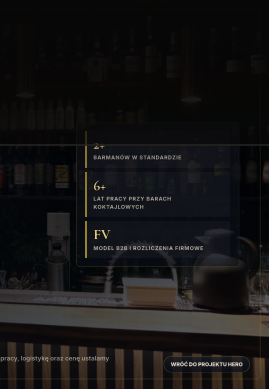 2+
BARMANÓW W STANDARDZIE
6+
LAT PRACY PRZY BARACH
KOKTAJLOWYCH
FV
MODEL B2B I ROZLICZENIA FIRMOWE
pracy, logistykę oraz cenę ustalamy
WRÓĆ DO PROJEKTU HERO